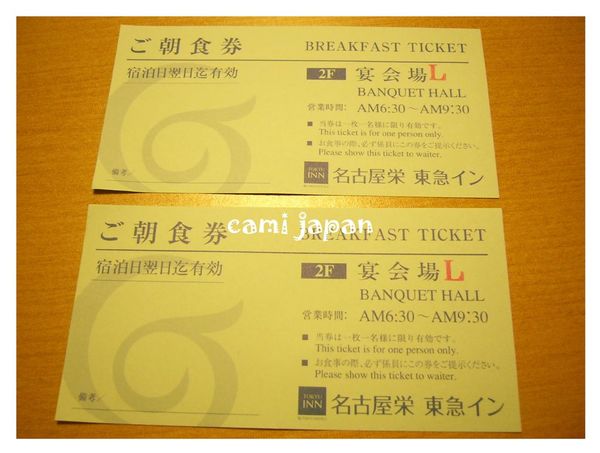 ご朝食券 BREAKFAST TICKET
宿泊日翌日迄有効
2F 宴会場L
BANQUET HALL
営業時間: AM6:30～AM9:30
■ 当券は一枚一名様に限り有効です。
This ticket is for one person only.
■ お食事の際、必ず係員にこの券をご提示ください。
Please show this ticket to waiter.
備考／
TOKYU INN 名古屋栄 東急イン
cami japan
ご朝食券 BREAKFAST TICKET
宿泊日翌日迄有効
2F 宴会場L
BANQUET HALL
営業時間: AM6:30～AM9:30
■ 当券は一枚一名様に限り有効です。
This ticket is for one person only.
■ お食事の際、必ず係員にこの券をご提示ください。
Please show this ticket to waiter.
備考／
TOKYU INN 名古屋栄 東急イン